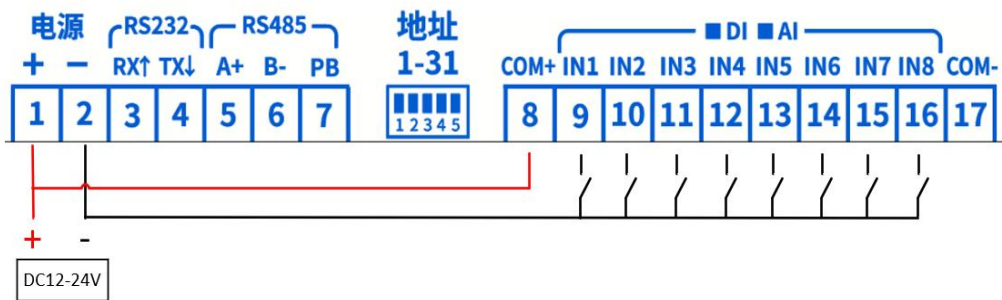 电源 RS232 RS485 地址 ■ DI ■ AI
+ − RX↑ TX↓ A+ B- PB 1-31 COM+ IN1 IN2 IN3 IN4 IN5 IN6 IN7 IN8 COM-
1 2 3 4 5 6 7 1 2 3 4 5 8 9 10 11 12 13 14 15 16 17
+ -
DC12-24V